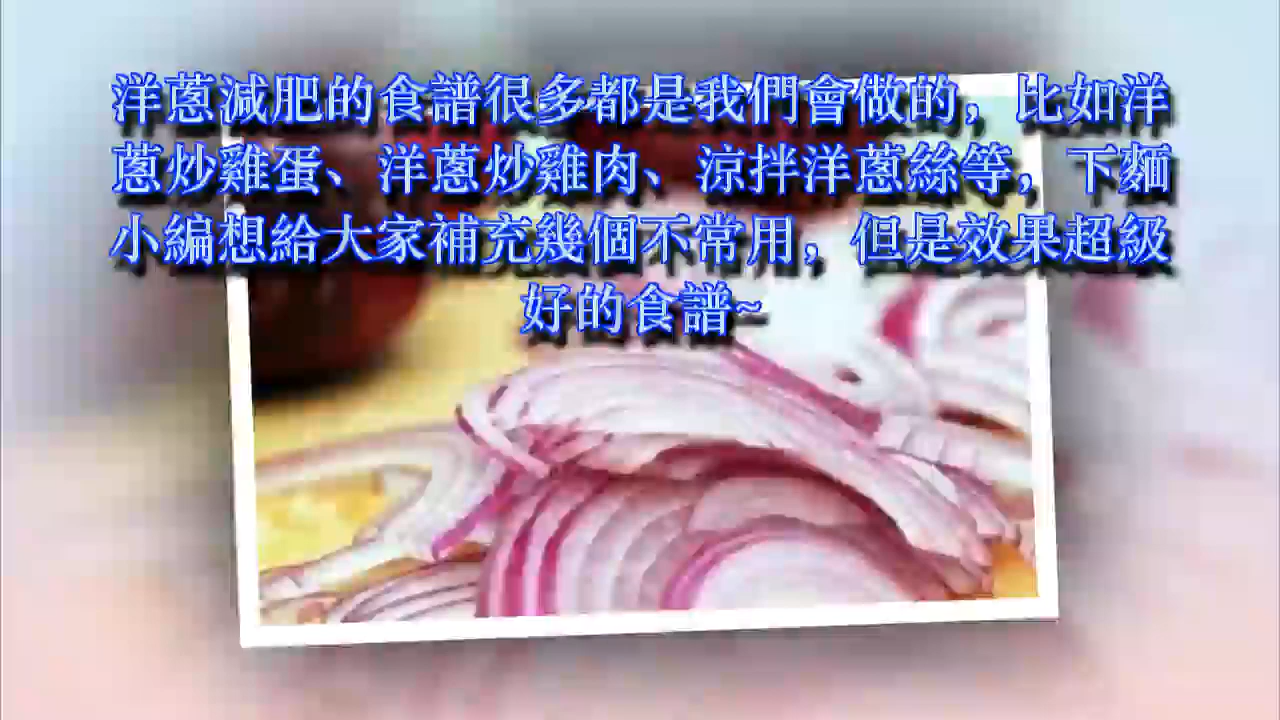 洋蔥減肥的食譜很多都是我們會做的，比如洋
蔥炒雞蛋、洋蔥炒雞肉、涼拌洋蔥絲等，下麵
小編想給大家補充幾個不常用，但是效果超級
好的食譜~